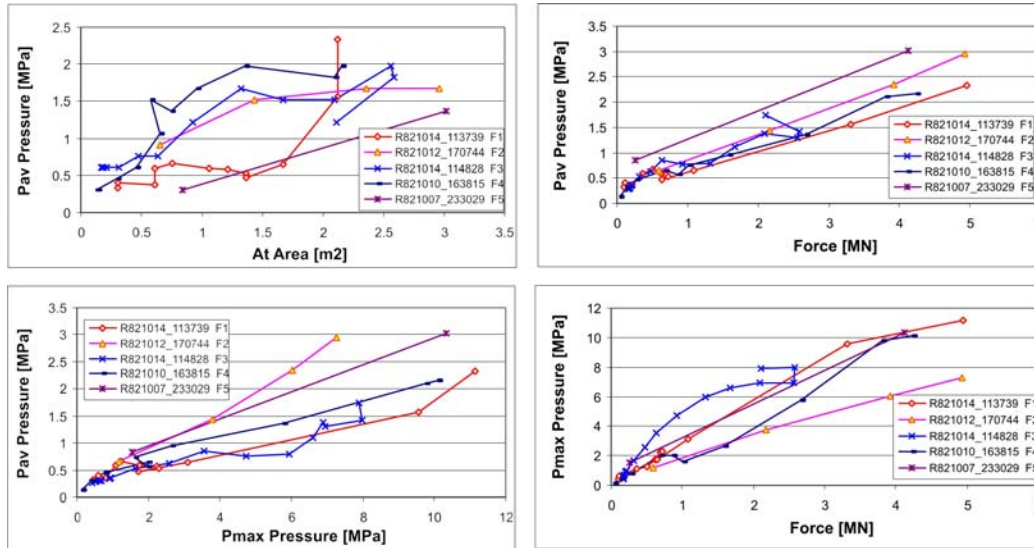 Pav Pressure [MPa]
2.5
2
1.5
1
0.5
0
0 0.5 1 1.5 2 2.5 3 3.5
At Area [m2]
R821014_113739 F1
R821012_170744 F2
R821014_114828 F3
R821010_163815 F4
R821007_233029 F5
Pav Pressure [MPa]
3.5
3
2.5
2
1.5
1
0.5
0
0 1 2 3 4 5
Force [MN]
R821014_113739 F1
R821012_170744 F2
R821014_114828 F3
R821010_163815 F4
R821007_233029 F5
Pav Pressure [MPa]
3.5
3
2.5
2
1.5
1
0.5
0
0 2 4 6 8 10 12
Pmax Pressure [MPa]
R821014_113739 F1
R821012_170744 F2
R821014_114828 F3
R821010_163815 F4
R821007_233029 F5
Pmax Pressure [MPa]
12
10
8
6
4
2
0
0 1 2 3 4 5
Force [MN]
R821014_113739 F1
R821012_170744 F2
R821014_114828 F3
R821010_163815 F4
R821007_233029 F5